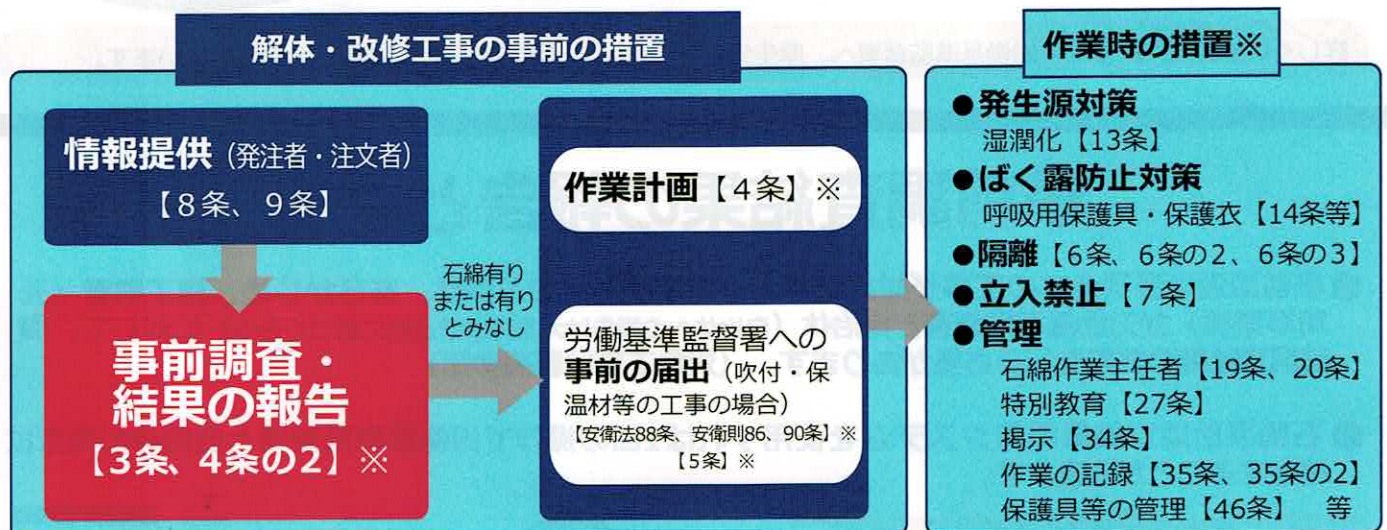 解体・改修工事の事前の措置
情報提供(発注者・注文者)
【8条、9条】
事前調査・
結果の報告
【3条、4条の2】※
石綿有り
または有り
とみなし
作業計画【4条】※
労働基準監督署への
事前の届出(吹付・保
温材等の工事の場合)
【安衛法88条、安衛則86、90条】※
【5条】※
作業時の措置※
●発生源対策
湿潤化【13条】
●ばく露防止対策
呼吸用保護具・保護衣【14条等】
●隔離【6条、6条の2、6条の3】
●立入禁止【7条】
●管理
石綿作業主任者【19条、20条】
特別教育【27条】
掲示【34条】
作業の記録【35条、35条の2】
保護具等の管理【46条】 等